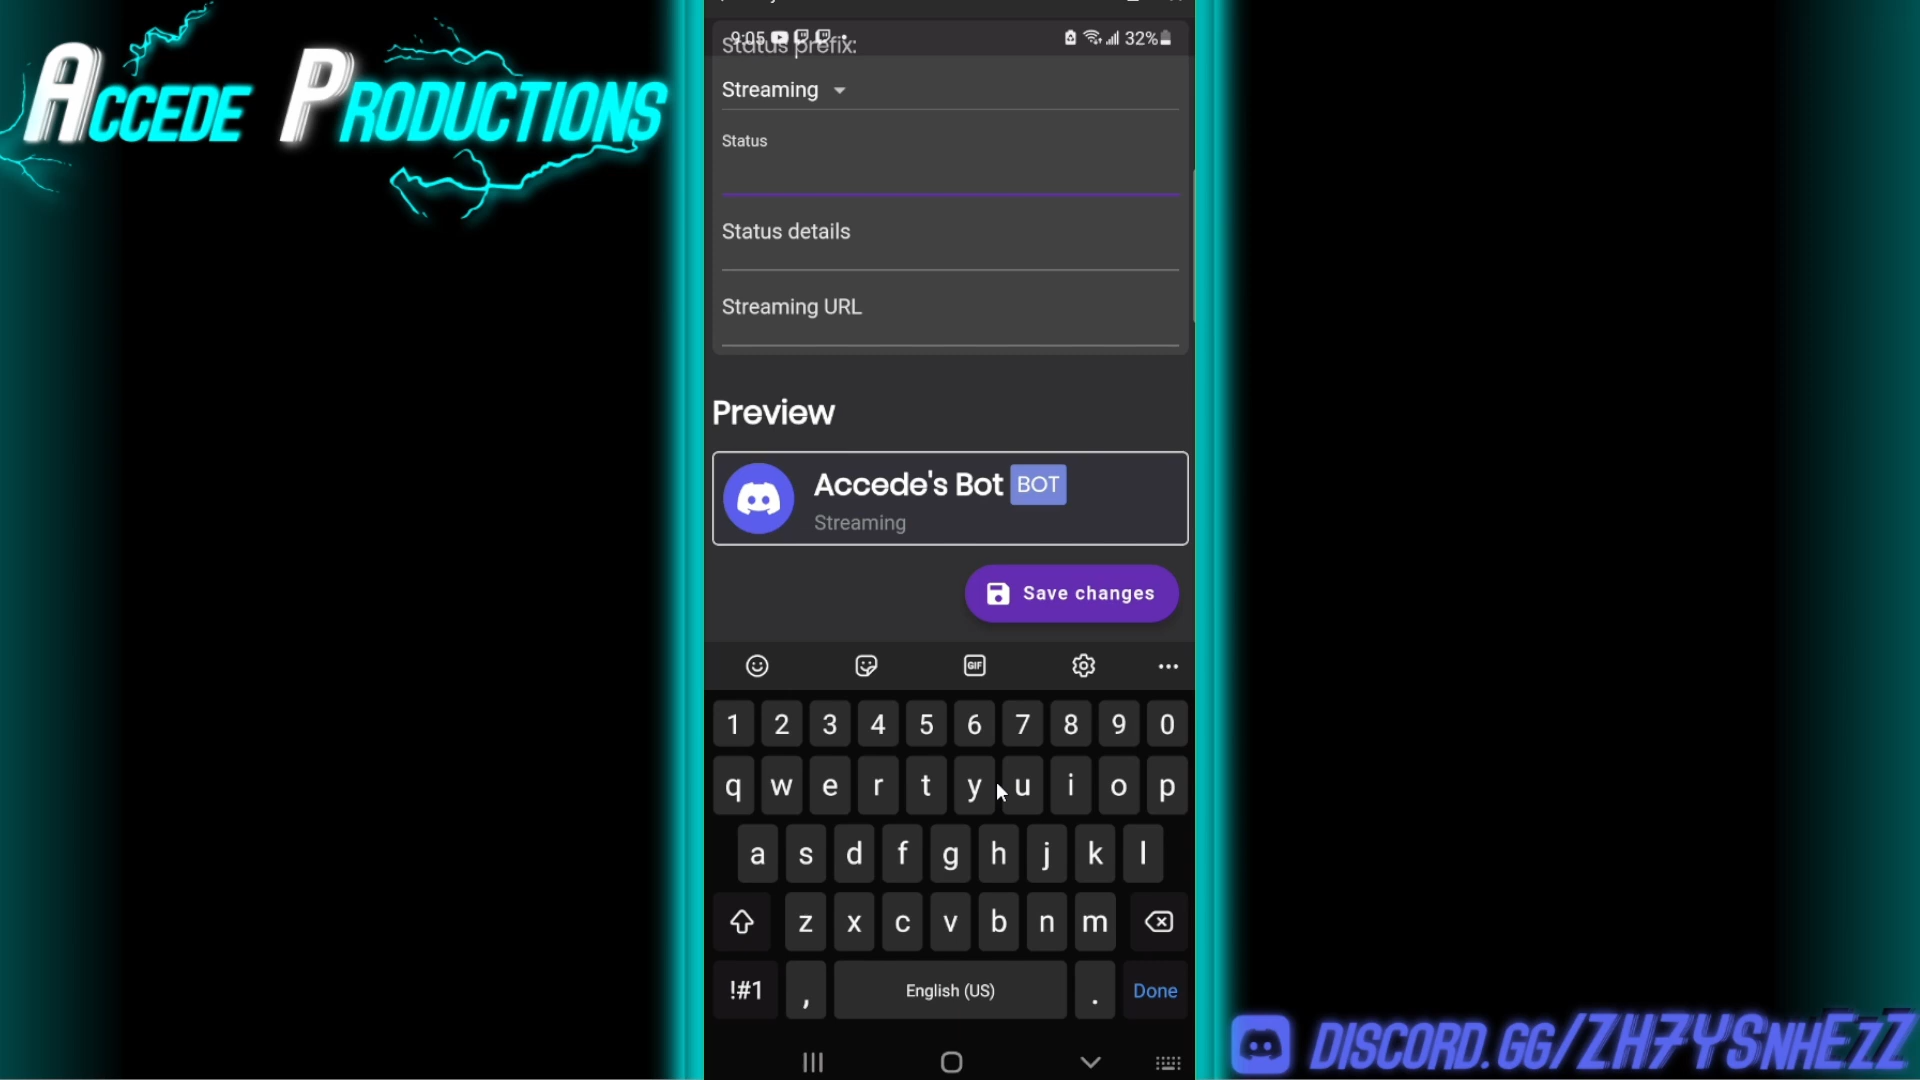 ACCEDE PRODUCTIONS
9:05
32%
Status prefix:
Streaming
Status
Status details
Streaming URL
Preview
Accede's Bot BOT
Streaming
Save changes
GIF
1 2 3 4 5 6 7 8 9 0
q w e r t y u i o p
a s d f g h j k l
z x c v b n m
!#1 , English (US) . Done
DISCORD.GG/ZH7YSNHEZZ